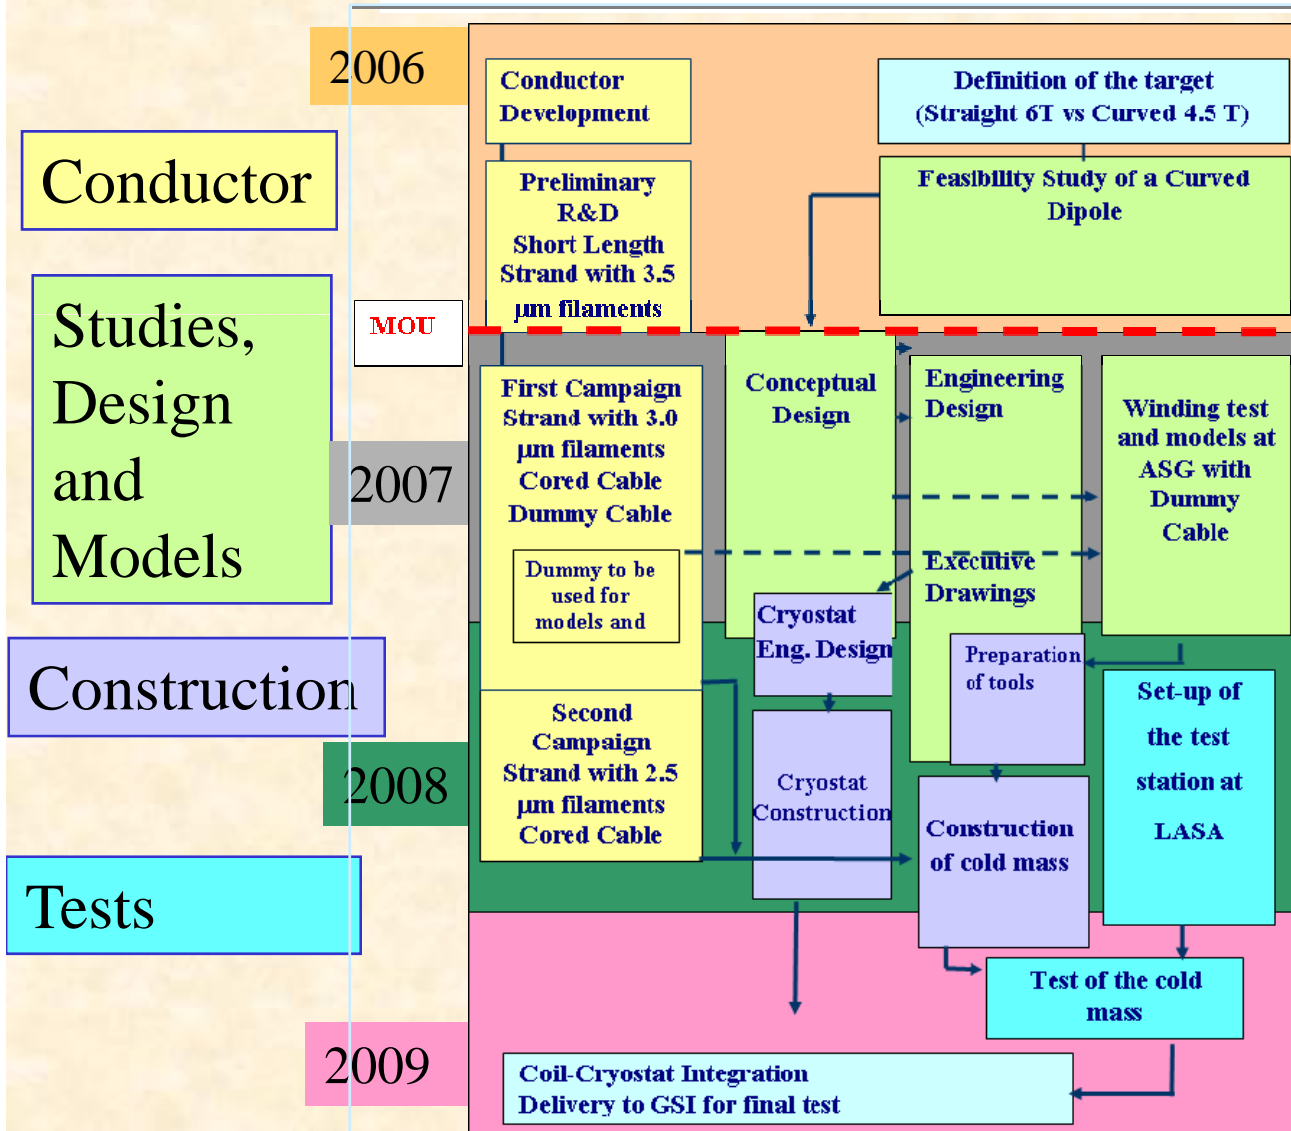 2006
Conductor
Development
Definition of the target
(Straight 6T vs Curved 4.5 T)
Conductor
Preliminary
R&D
Short Length
Strand with 3.5
µm filaments
Feasibility Study of a Curved
Dipole
Studies,
Design
and
Models
MOU
2007
First Campaign
Strand with 3.0
µm filaments
Cored Cable
Dummy Cable
Dummy to be
used for
models and
Conceptual
Design
Engineering
Design
Executive
Drawings
Winding test
and models at
ASG with
Dummy
Cable
Cryostat
Eng. Design
Preparation
of tools
Construction
2008
Second
Campaign
Strand with 2.5
µm filaments
Cored Cable
Cryostat
Construction
Construction
of cold mass
Set-up of
the test
station at
LASA
Tests
Test of the cold
mass
2009
Coil-Cryostat Integration
Delivery to GSI for final test